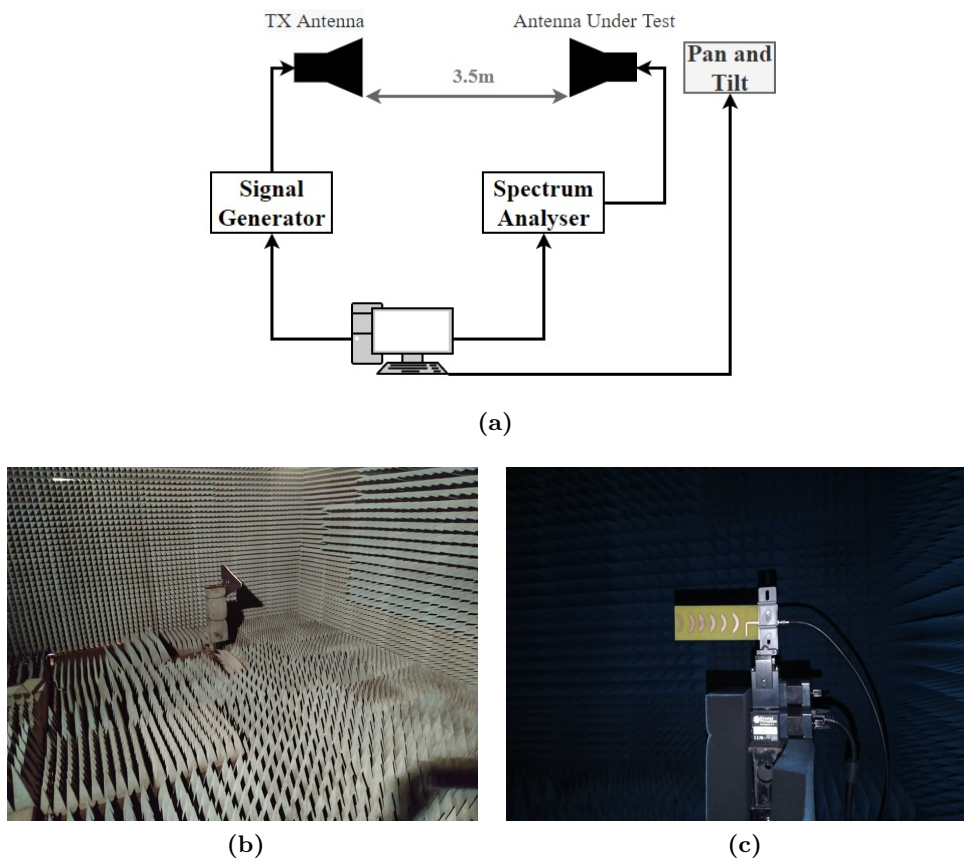 TX Antenna
Antenna Under Test
Pan and
Tilt
3.5m
Signal
Generator
Spectrum
Analyser
(a)
(b)
(c)